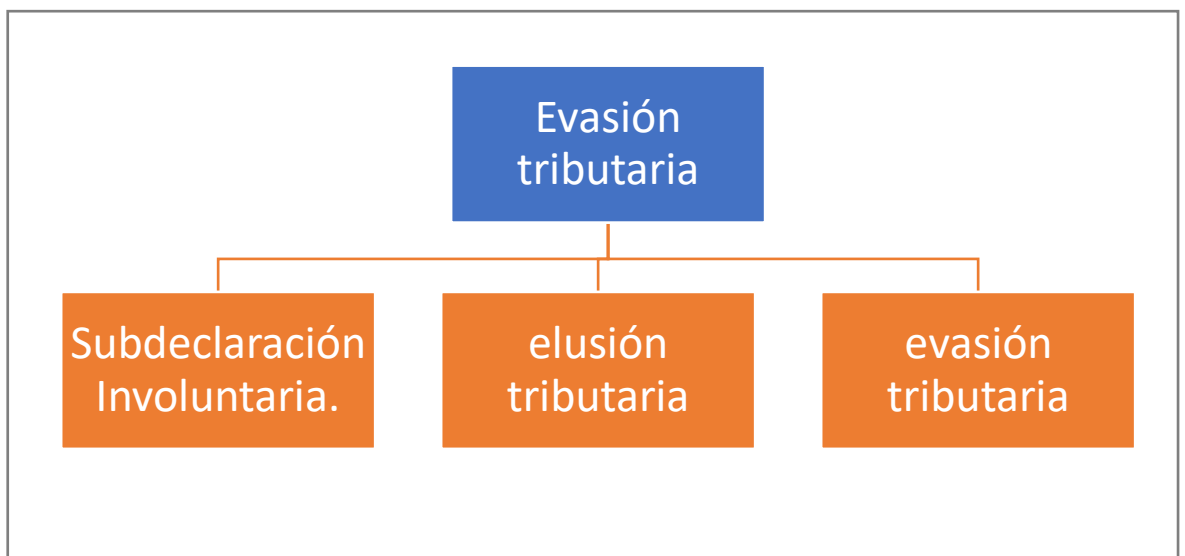 Evasión
tributaria
Subdeclaración
Involuntaria.
elusión
tributaria
evasión
tributaria